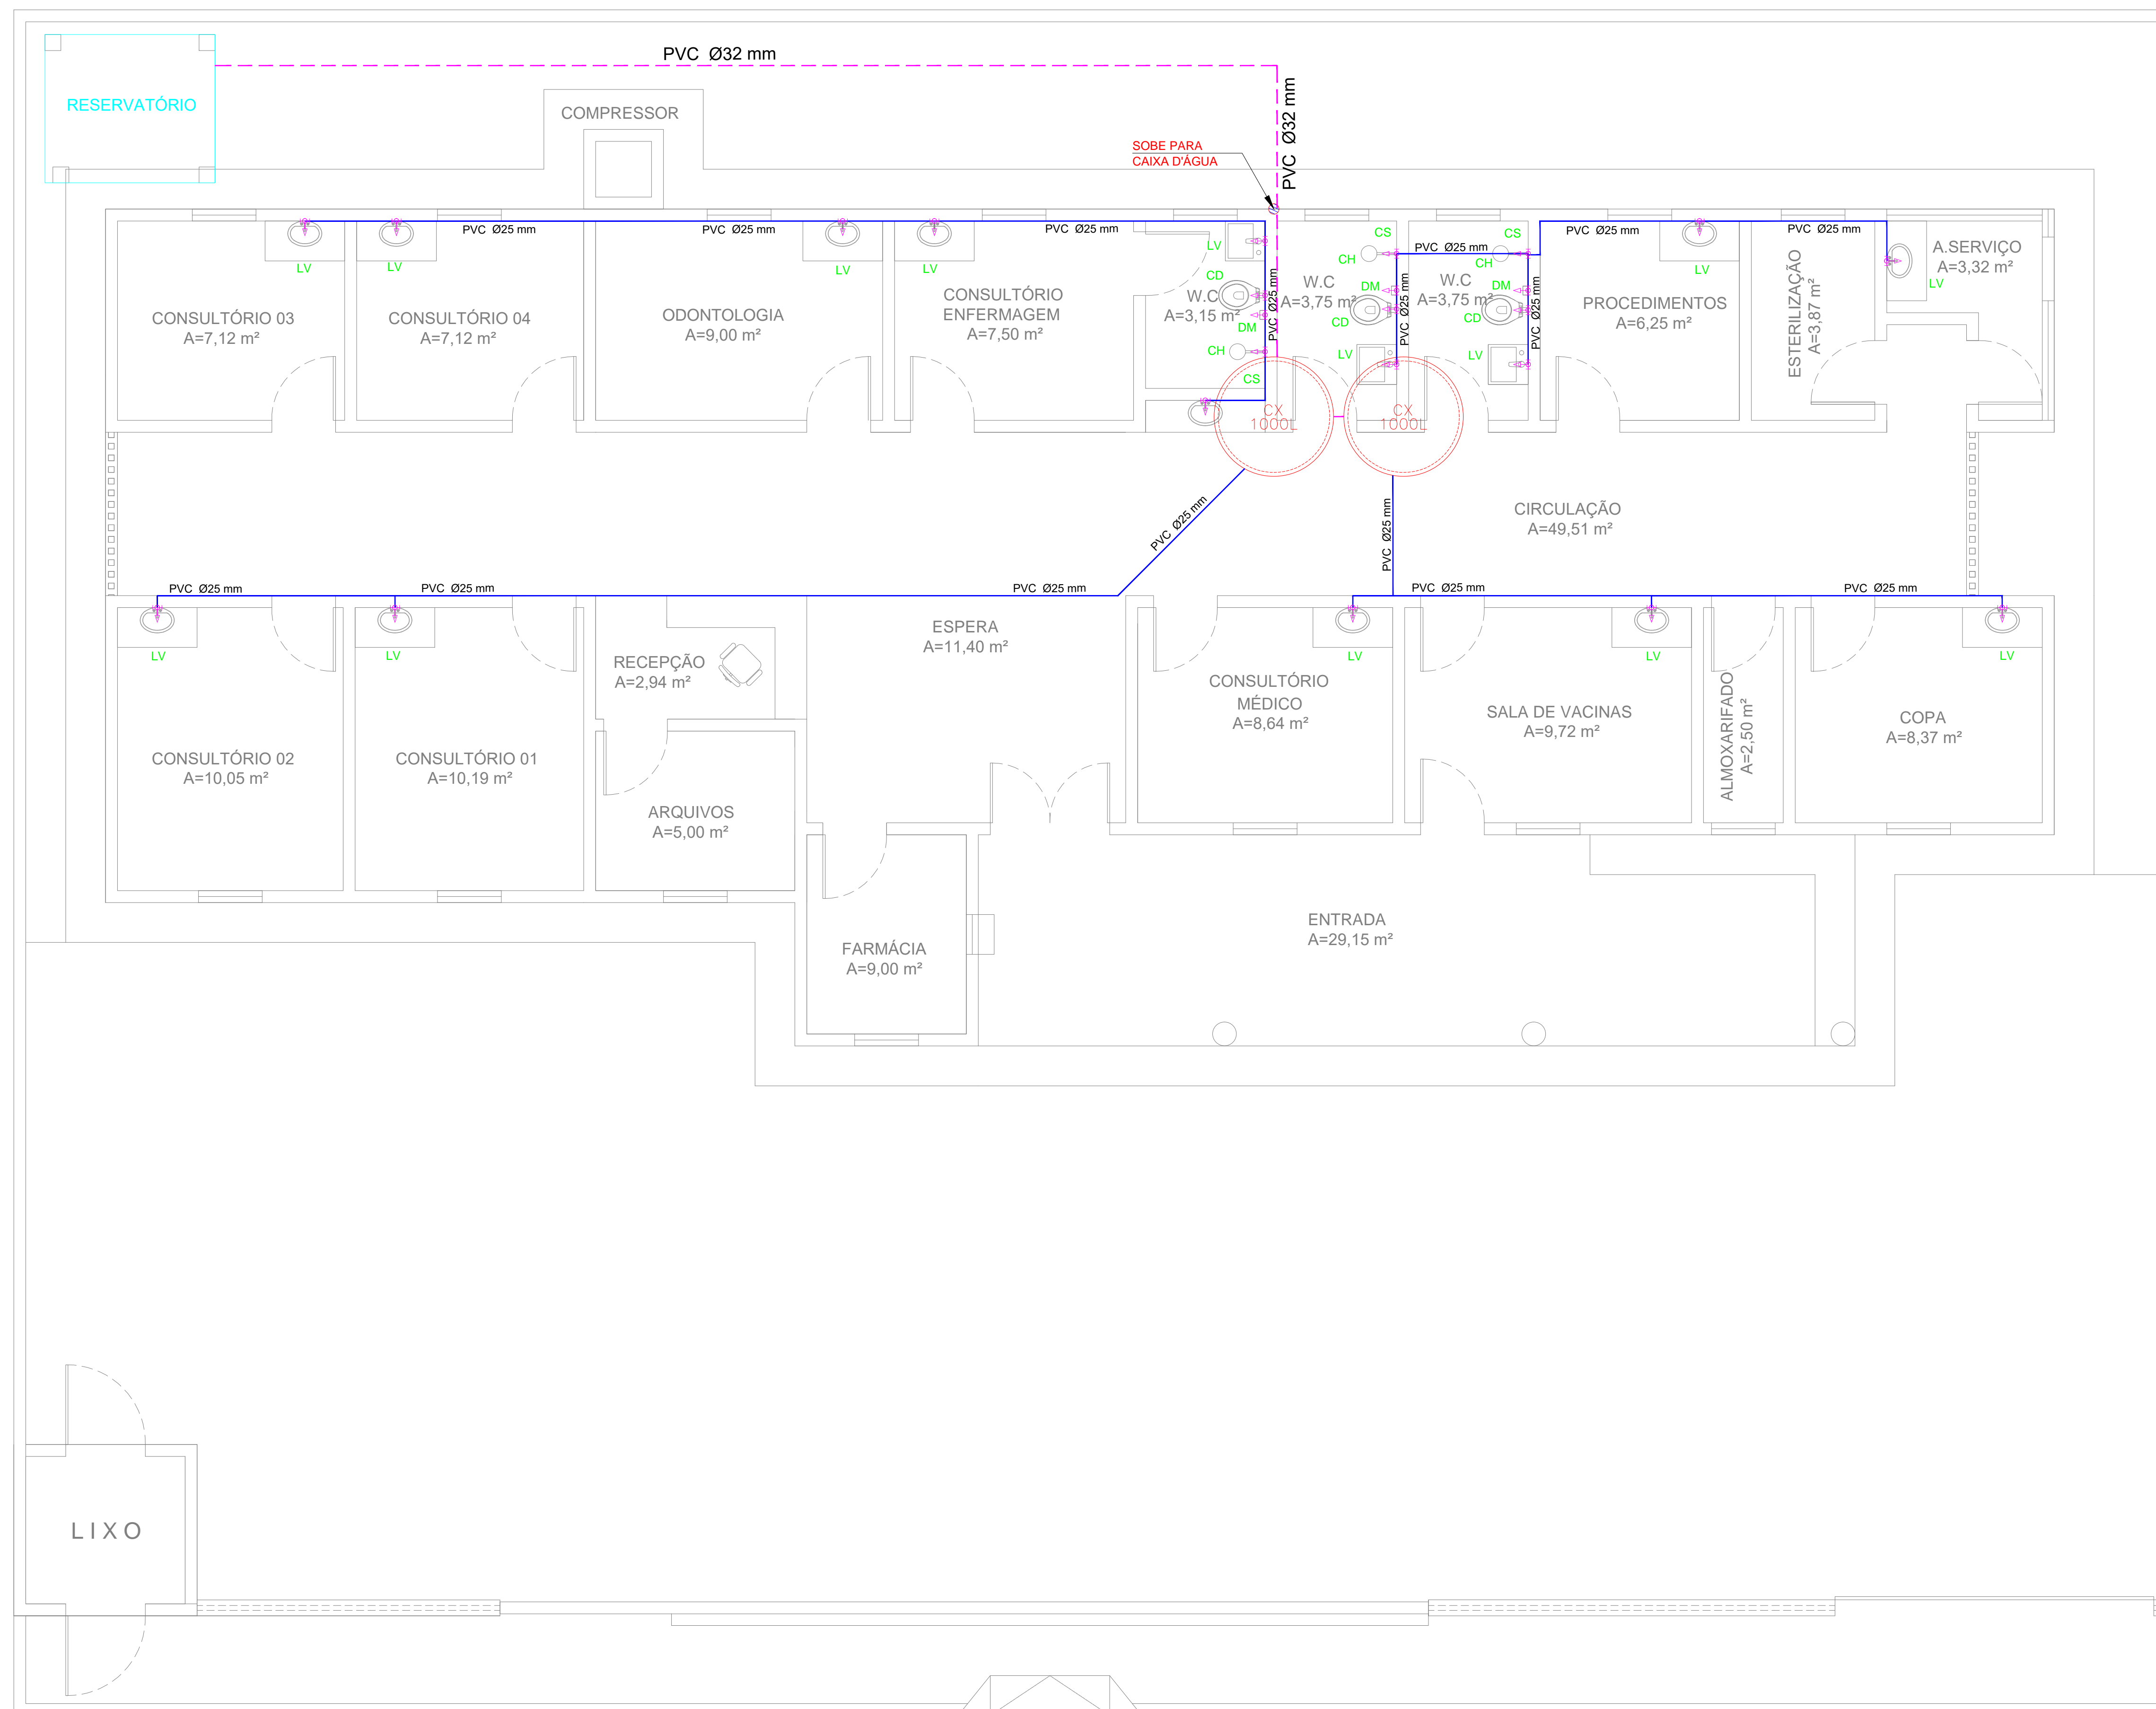 PVC Ø32 mm
RESERVATÓRIO
COMPRESSOR
PVC Ø32 mm
SOBE PARA
CAIXA D'ÁGUA
PVC Ø25 mm
PVC Ø25 mm
PVC Ø25 mm
PVC Ø25 mm
PVC Ø25 mm
PVC Ø25 mm
LV
LV
LV
LV
CONSULTÓRIO 03
A=7,12 m²
CONSULTÓRIO 04
A=7,12 m²
ODONTOLOGIA
A=9,00 m²
CONSULTÓRIO
ENFERMAGEM
A=7,50 m²
LV
CD
W.C
A=3,15 m²
DM
CH
CS
PVC Ø25 mm
CS
CH
W.C
A=3,75 m²
DM
CD
LV
PVC Ø25 mm
CS
CH
W.C
A=3,75 m²
DM
CD
LV
PVC Ø25 mm
LV
PROCEDIMENTOS
A=6,25 m²
ESTERILIZAÇÃO
A=3,87 m²
A.SERVIÇO
A=3,32 m²
LV
CX
1000L
CX
1000L
PVC Ø25 mm
PVC Ø25 mm
CIRCULAÇÃO
A=49,51 m²
PVC Ø25 mm
PVC Ø25 mm
PVC Ø25 mm
PVC Ø25 mm
PVC Ø25 mm
LV
LV
LV
LV
LV
RECEPÇÃO
A=2,94 m²
ESPERA
A=11,40 m²
CONSULTÓRIO
MÉDICO
A=8,64 m²
SALA DE VACINAS
A=9,72 m²
ALMOXARIFADO
A=2,50 m²
COPA
A=8,37 m²
CONSULTÓRIO 02
A=10,05 m²
CONSULTÓRIO 01
A=10,19 m²
ARQUIVOS
A=5,00 m²
FARMÁCIA
A=9,00 m²
ENTRADA
A=29,15 m²
LIXO